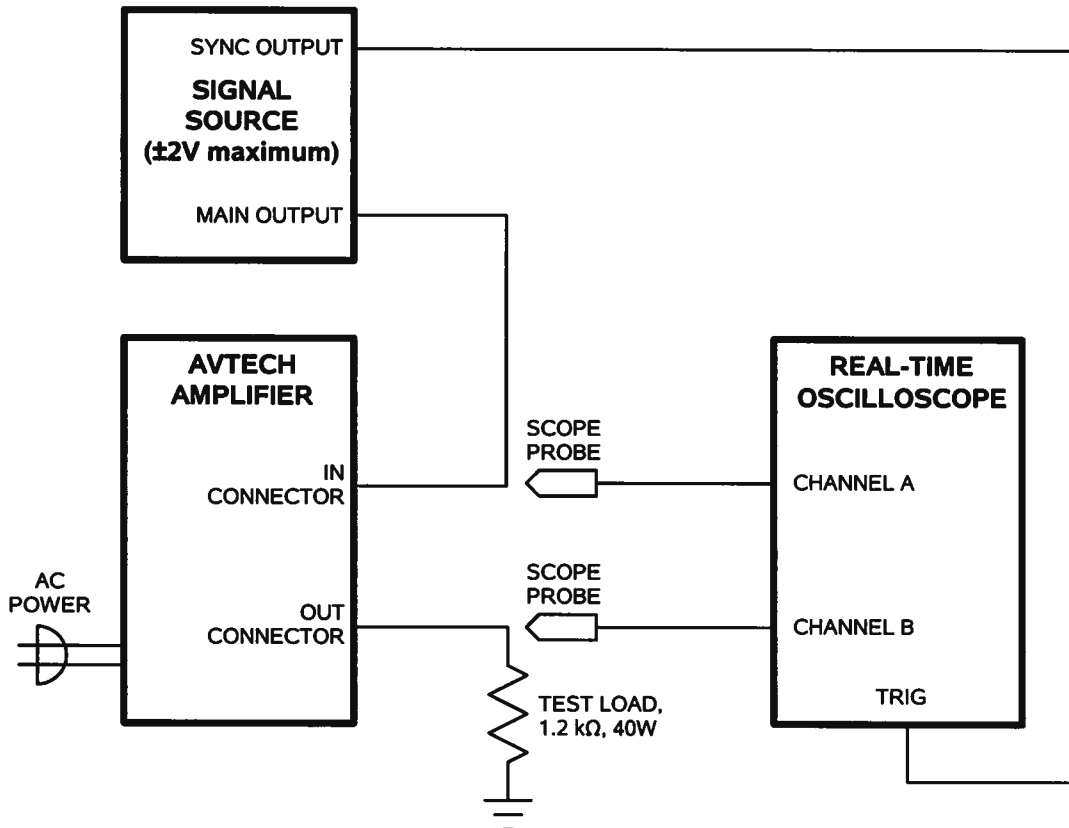 SYNC OUTPUT
SIGNAL
SOURCE
(±2V maximum)
MAIN OUTPUT
AVTECH
AMPLIFIER
IN
CONNECTOR
OUT
CONNECTOR
AC
POWER
SCOPE
PROBE
SCOPE
PROBE
TEST LOAD,
1.2 kΩ, 40W
REAL-TIME
OSCILLOSCOPE
CHANNEL A
CHANNEL B
TRIG